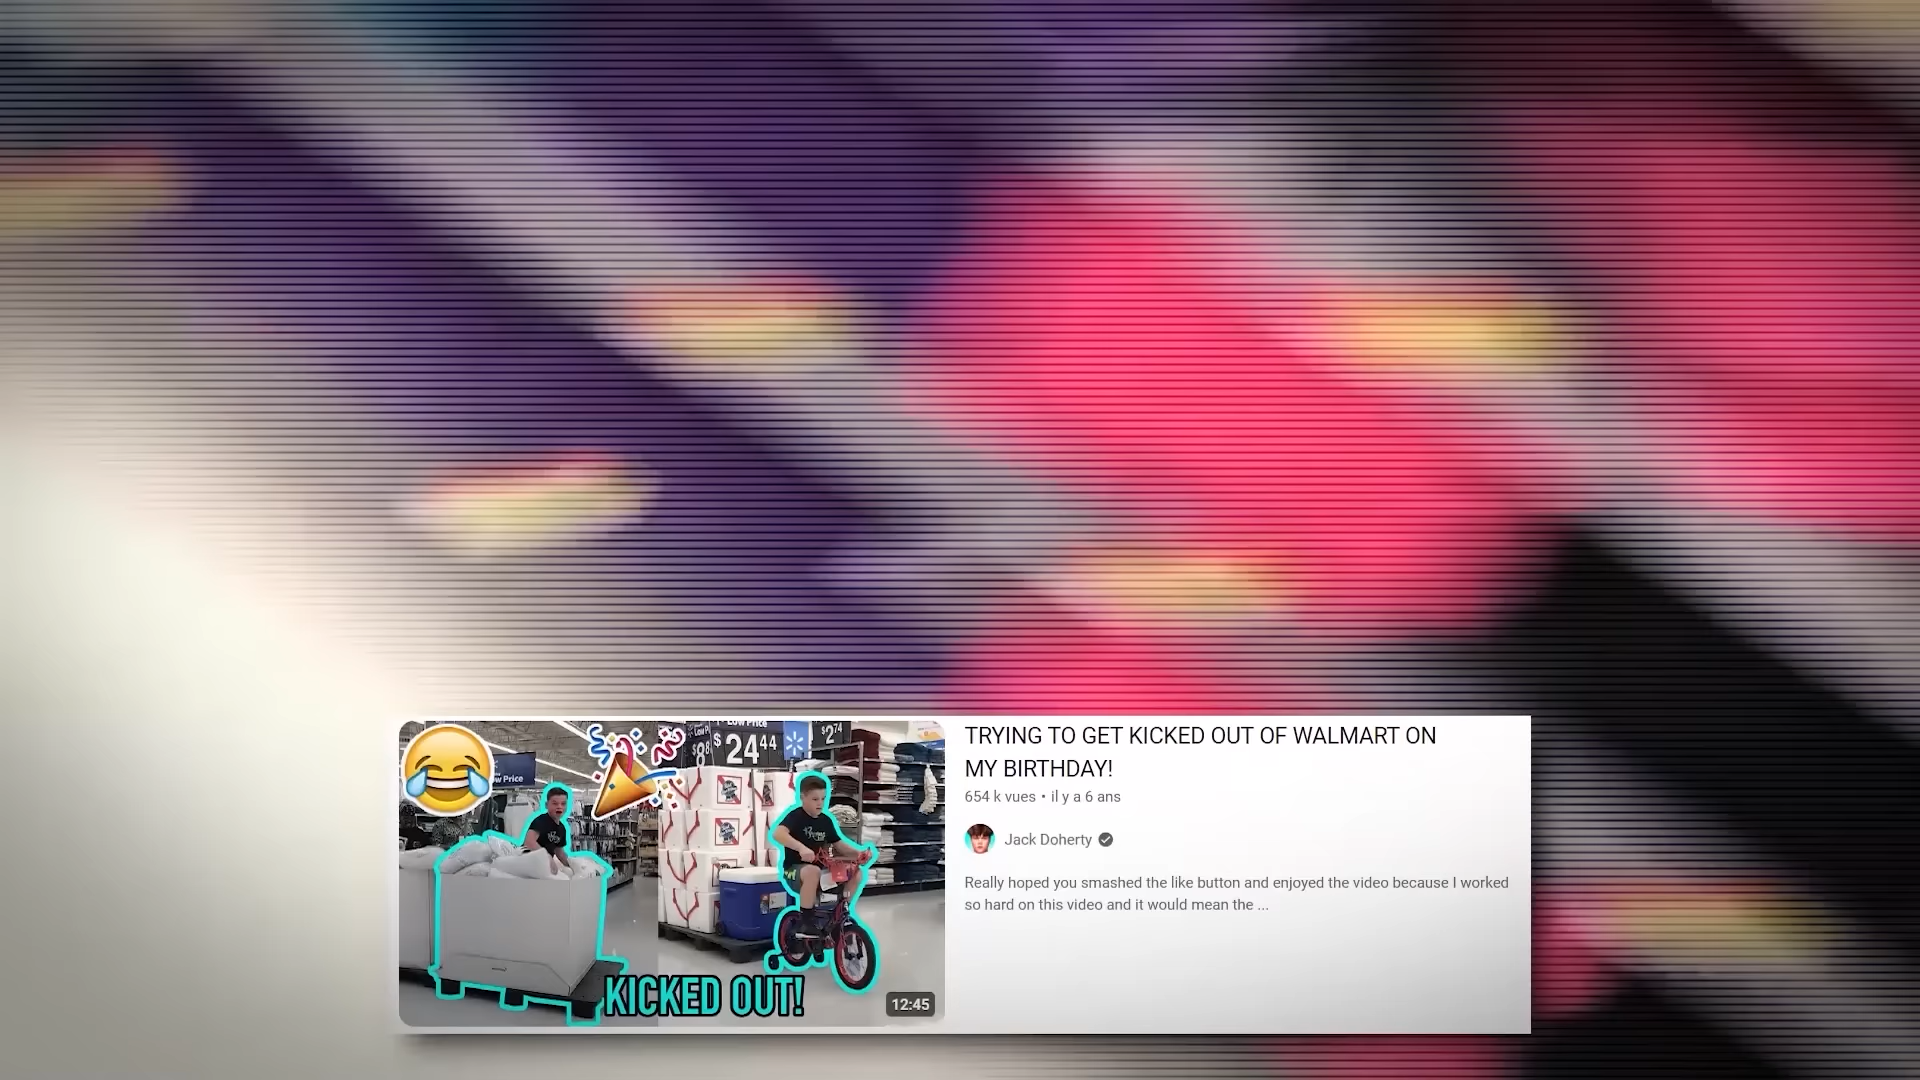 TRYING TO GET KICKED OUT OF WALMART ON
MY BIRTHDAY!
654 k vues • il y a 6 ans
Jack Doherty
Really hoped you smashed the like button and enjoyed the video because I worked
so hard on this video and it would mean the ...
Low Price
$24.44
$2.74
w Price
KICKED OUT!
12:45